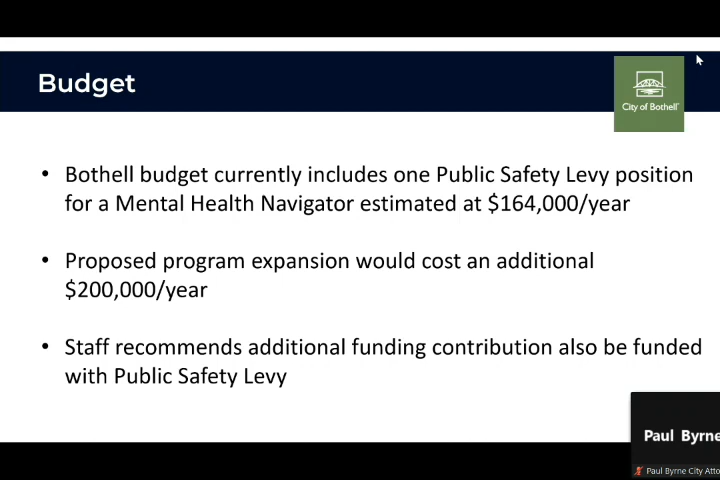 Budget
City of Bothell
• Bothell budget currently includes one Public Safety Levy position
for a Mental Health Navigator estimated at $164,000/year
• Proposed program expansion would cost an additional
$200,000/year
• Staff recommends additional funding contribution also be funded
with Public Safety Levy
Paul Byrne
Paul Byrne City Atto